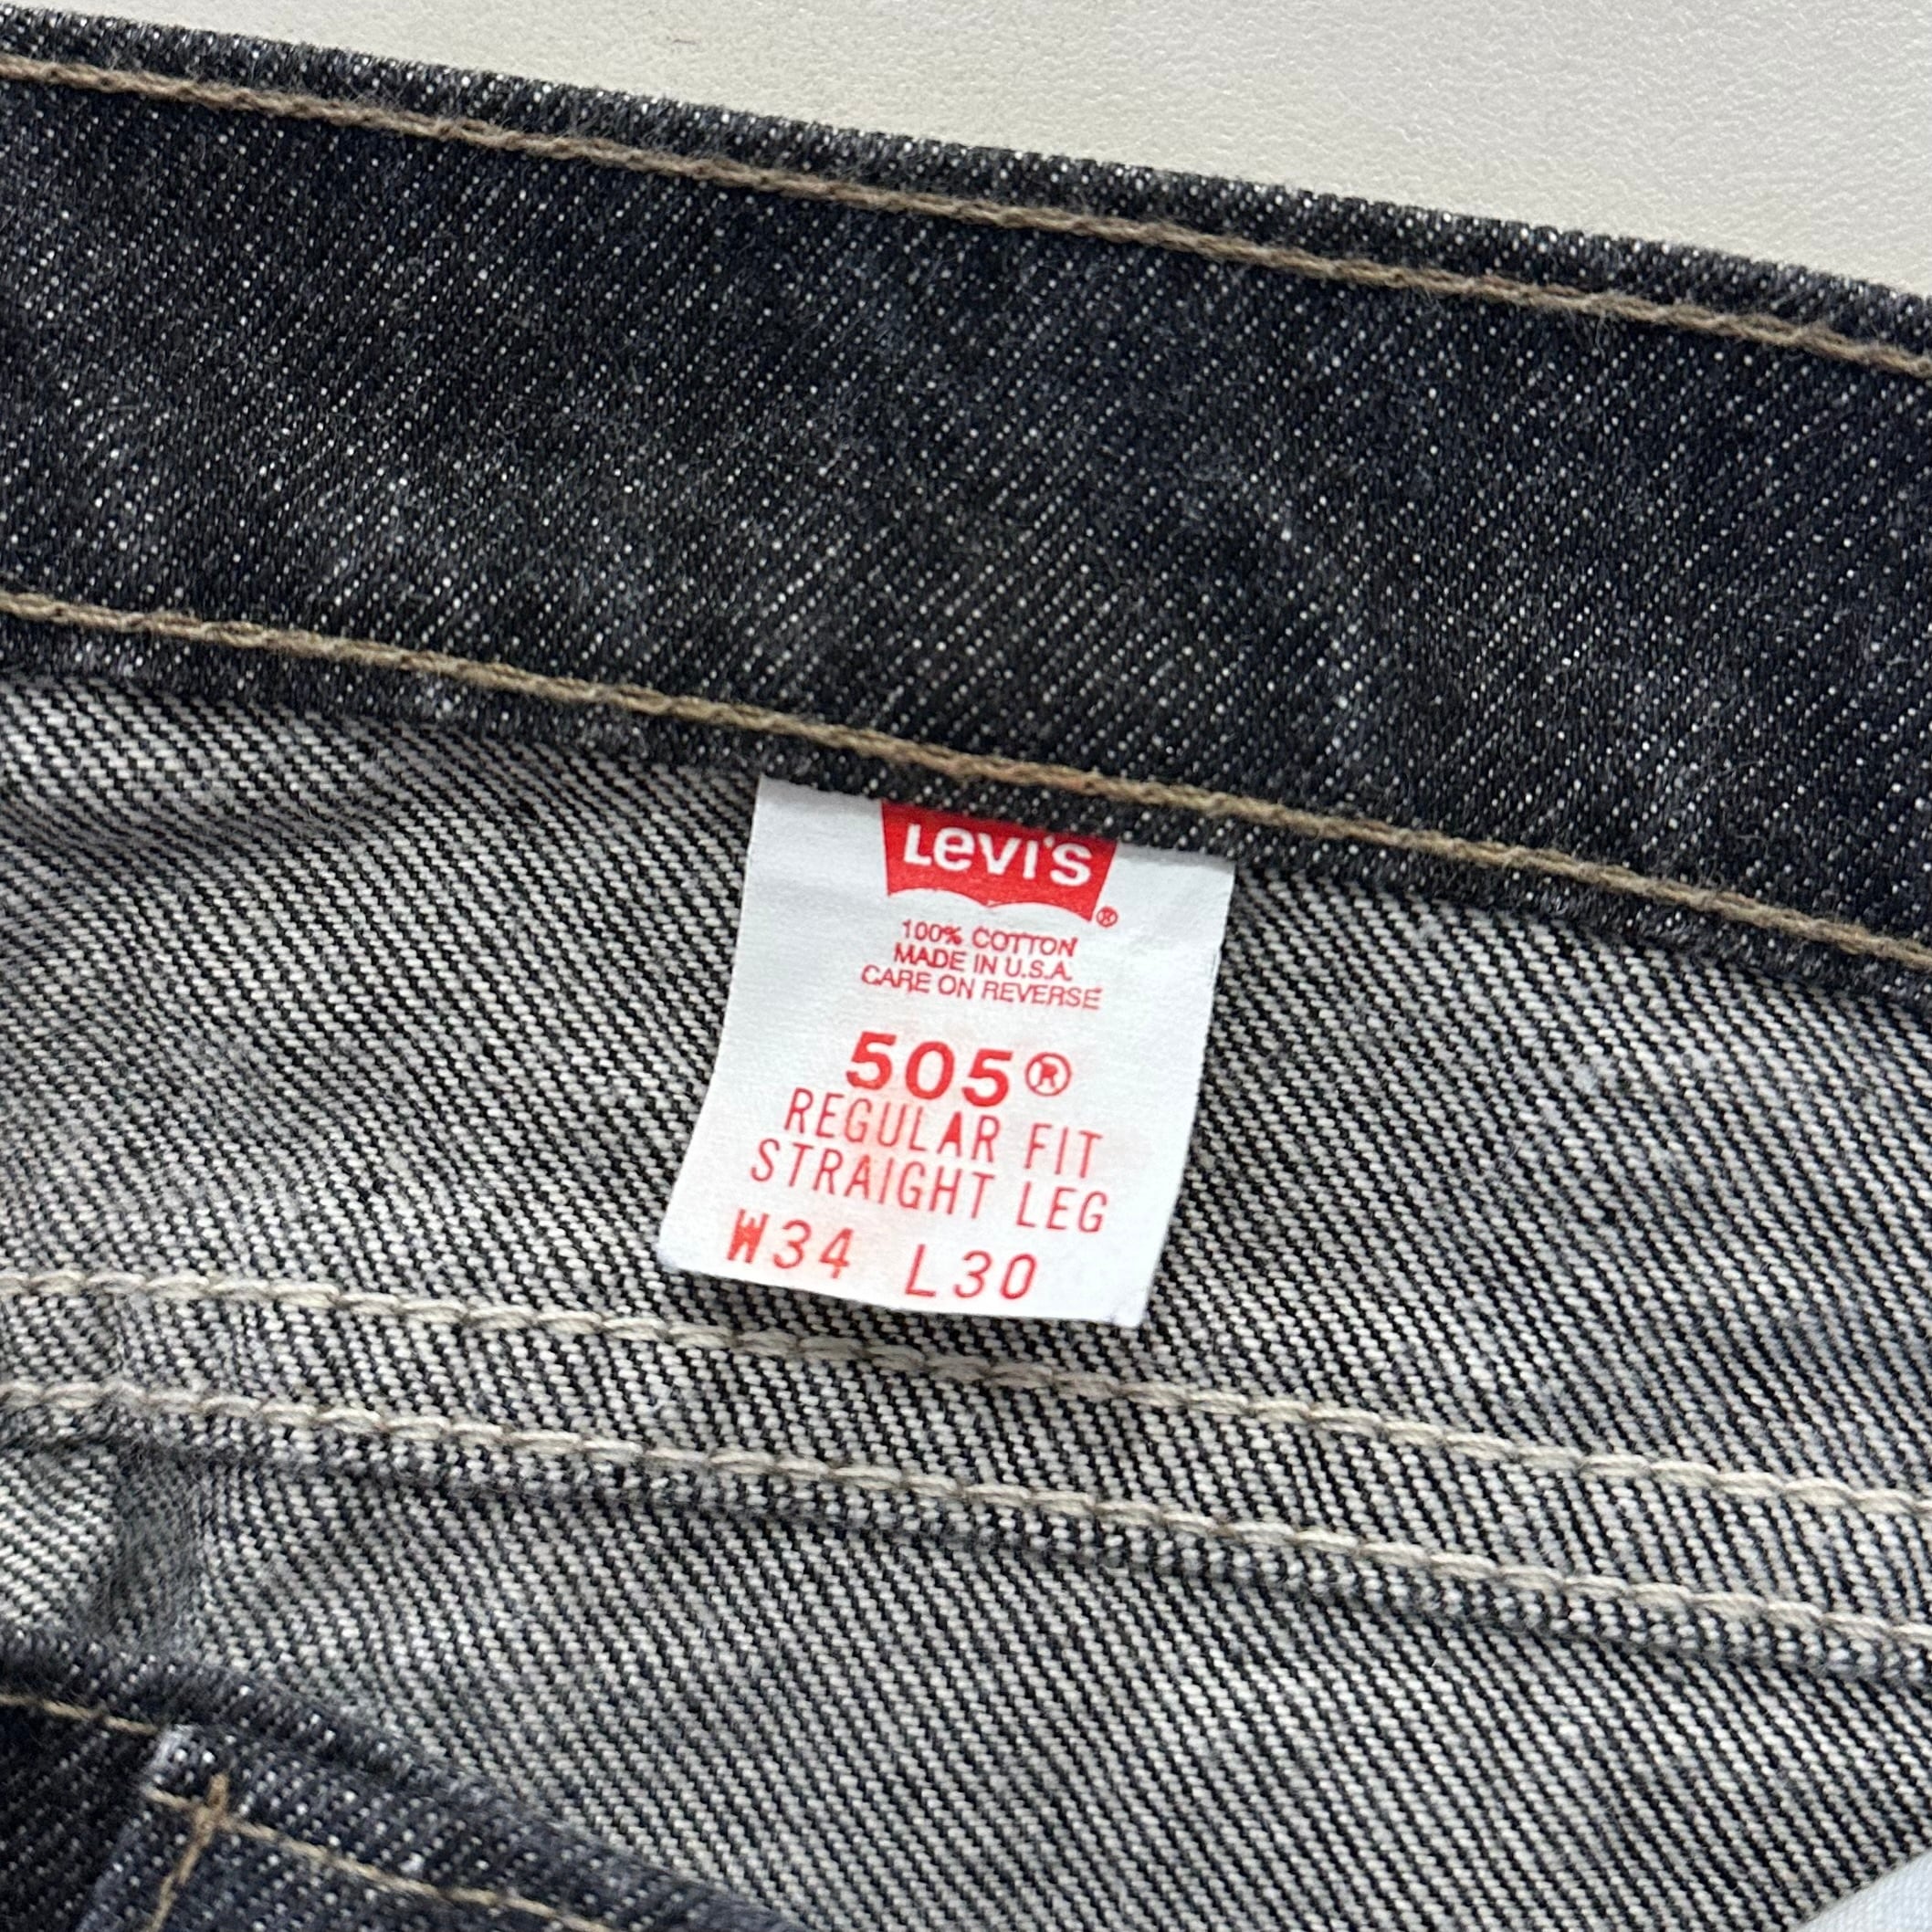 LEVI'S ®
100% COTTON
MADE IN U.S.A.
CARE ON REVERSE
505®
REGULAR FIT
STRAIGHT LEG
W34 L30